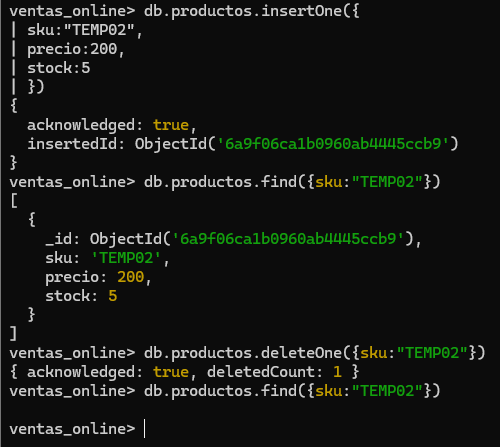 ventas_online> db.productos.insertOne({
| sku:"TEMP02",
| precio:200,
| stock:5
| })
{
  acknowledged: true,
  insertedId: ObjectId('6a9f06ca1b0960ab4445ccb9')
}
ventas_online> db.productos.find({sku:"TEMP02"})
[
  {
    _id: ObjectId('6a9f06ca1b0960ab4445ccb9'),
    sku: 'TEMP02',
    precio: 200,
    stock: 5
  }
]
ventas_online> db.productos.deleteOne({sku:"TEMP02"})
{ acknowledged: true, deletedCount: 1 }
ventas_online> db.productos.find({sku:"TEMP02"})

ventas_online>